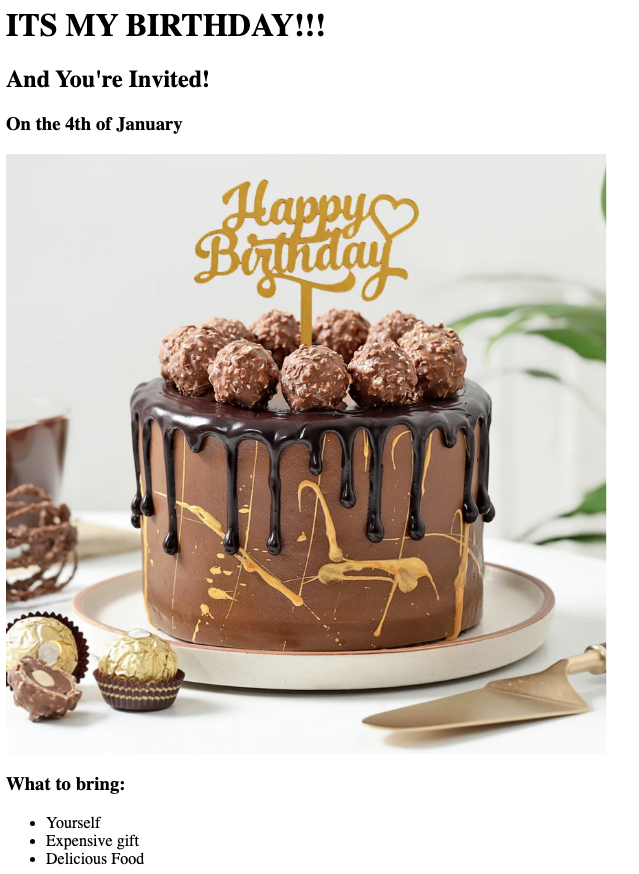 ITS MY BIRTHDAY!!!
And You're Invited!
On the 4th of January
Happy
Birthday
What to bring:
Yourself
Expensive gift
Delicious Food